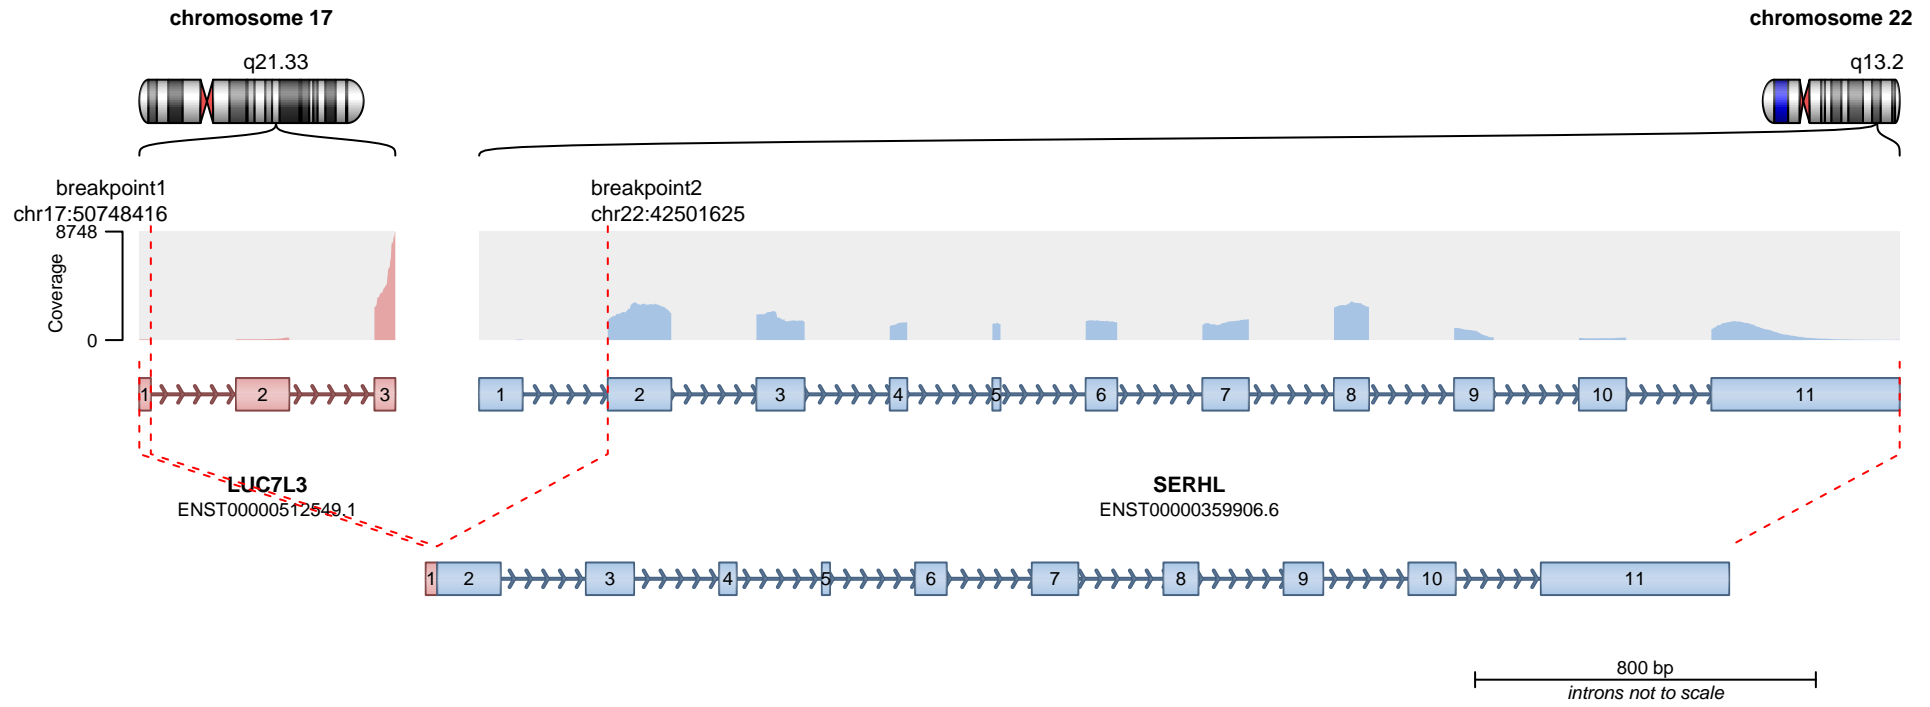 chromosome 17
chromosome 22
q21.33
q13.2
breakpoint1
chr17:50748416
breakpoint2
chr22:42501625
8748
Coverage
0
1 2 3
1 2 3 4 5 6 7 8 9 10 11
LUC7L3
ENST00000512549.1
SERHL
ENST00000359906.6
1 2 3 4 5 6 7 8 9 10 11
800 bp
introns not to scale